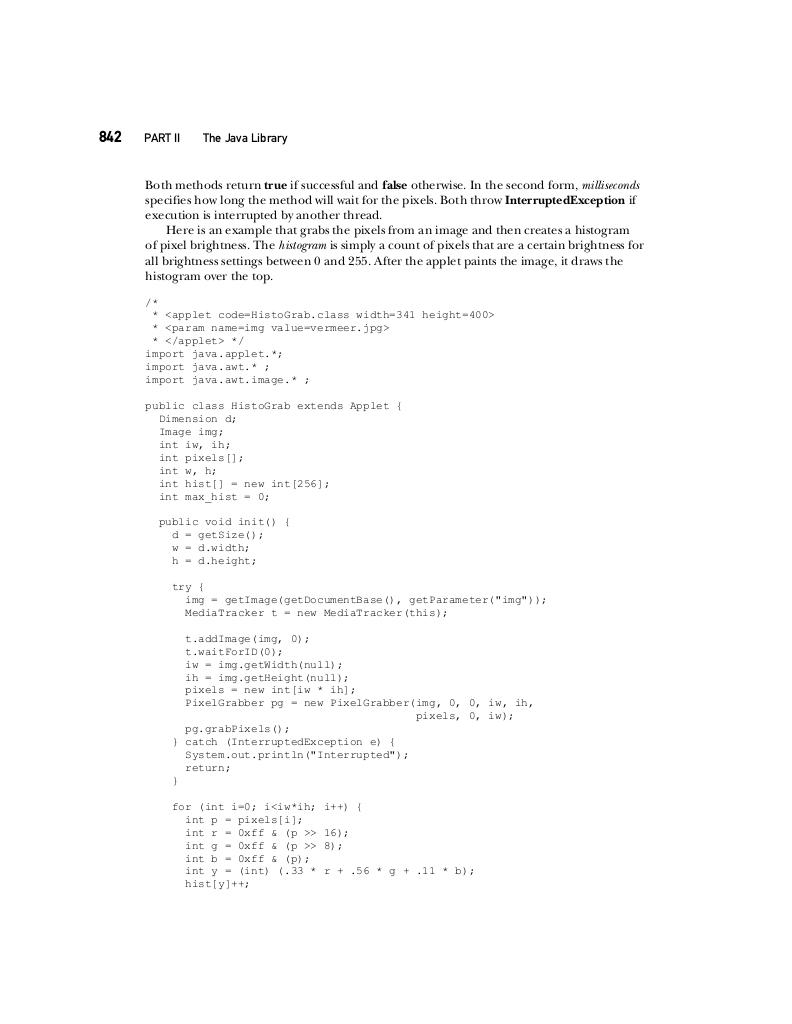 842 PART II The Java Library
Both methods return true if successful and false otherwise. In the second form, milliseconds
specifies how long the method will wait for the pixels. Both throw InterruptedException if
execution is interrupted by another thread.
Here is an example that grabs the pixels from an image and then creates a histogram
of pixel brightness. The histogram is simply a count of pixels that are a certain brightness for
all brightness settings between 0 and 255. After the applet paints the image, it draws the
histogram over the top.
/*
 * <applet code=HistoGrab.class width=341 height=400>
 * <param name=img value=vermeer.jpg>
 * </applet> */
import java.applet.*;
import java.awt.* ;
import java.awt.image.* ;
public class HistoGrab extends Applet {
  Dimension d;
  Image img;
  int iw, ih;
  int pixels[];
  int w, h;
  int hist[] = new int[256];
  int max_hist = 0;
  public void init() {
    d = getSize();
    w = d.width;
    h = d.height;
    try {
      img = getImage(getDocumentBase(), getParameter("img"));
      MediaTracker t = new MediaTracker(this);
      t.addImage(img, 0);
      t.waitForID(0);
      iw = img.getWidth(null);
      ih = img.getHeight(null);
      pixels = new int[iw * ih];
      PixelGrabber pg = new PixelGrabber(img, 0, 0, iw, ih,
                                         pixels, 0, iw);
      pg.grabPixels();
    } catch (InterruptedException e) {
      System.out.println("Interrupted");
      return;
    }
    for (int i=0; i<iw*ih; i++) {
      int p = pixels[i];
      int r = 0xff & (p >> 16);
      int g = 0xff & (p >> 8);
      int b = 0xff & (p);
      int y = (int) (.33 * r + .56 * g + .11 * b);
      hist[y]++;